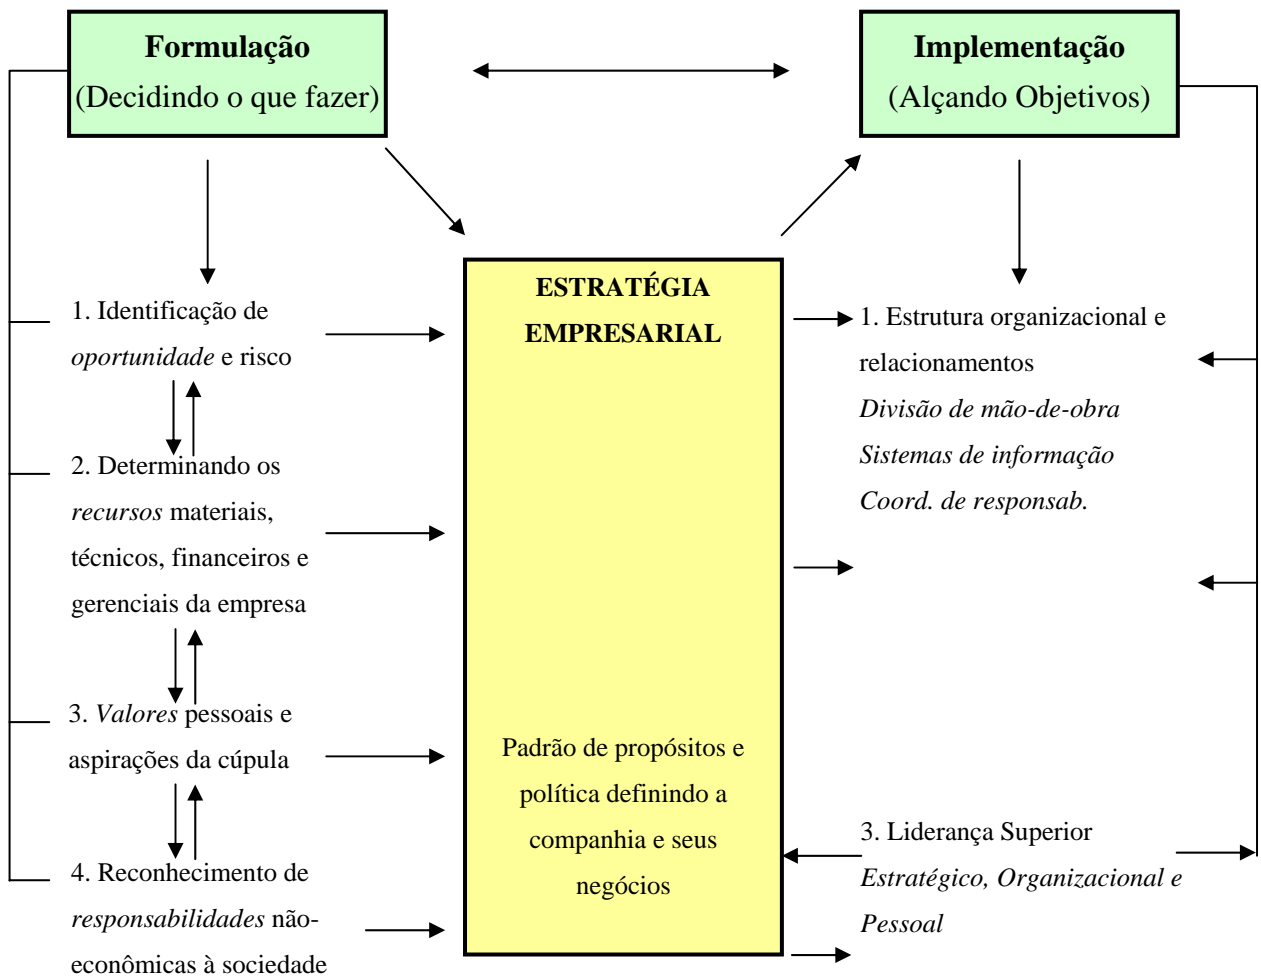 Formulação
(Decidindo o que fazer)
Implementação
(Alçando Objetivos)
1. Identificação de
oportunidade e risco
2. Determinando os
recursos materiais,
técnicos, financeiros e
gerenciais da empresa
3. Valores pessoais e
aspirações da cúpula
4. Reconhecimento de
responsabilidades não-
econômicas à sociedade
ESTRATÉGIA
EMPRESARIAL
Padrão de propósitos e
política definindo a
companhia e seus
negócios
1. Estrutura organizacional e
relacionamentos
Divisão de mão-de-obra
Sistemas de informação
Coord. de responsab.
3. Liderança Superior
Estratégico, Organizacional e
Pessoal